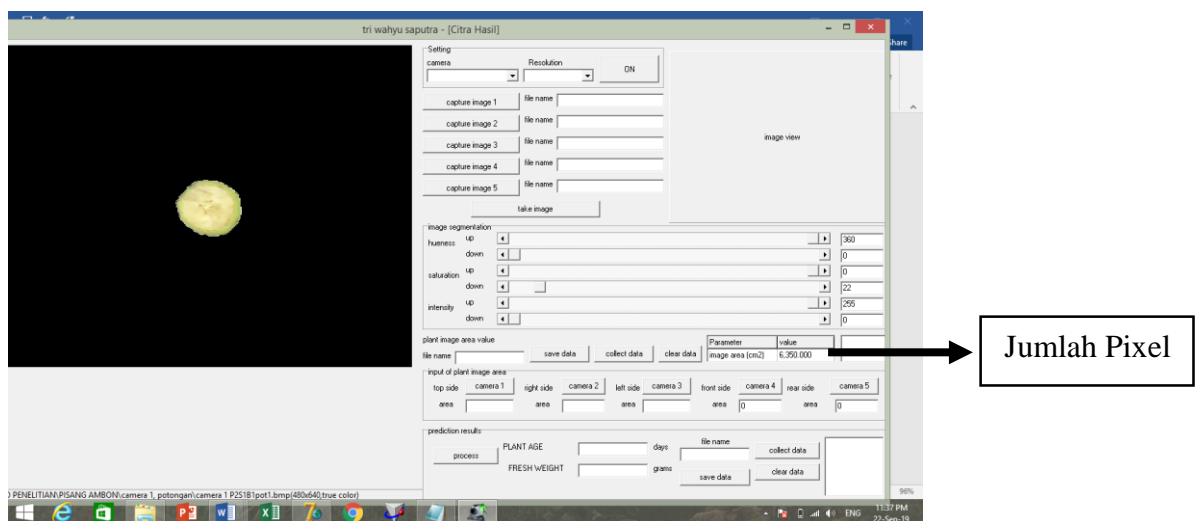 tri wahyu saputra - [Citra Hasil]
Share
Setting
camera Resolution ON
capture image 1 file name
capture image 2 file name
capture image 3 file name
capture image 4 file name
capture image 5 file name
take image
image view
image segmentation
hueness up 360
down 0
saturation up 0
down 22
intensity up 255
down 0
plant image area value
Parameter value
file name save data collect data clear data image area (cm2) 6,350.000
Jumlah Pixel
input of plant image area
top side camera 1 right side camera 2 left side camera 3 front side camera 4 rear side camera 5
area area area area 0 area 0
prediction results
process PLANT AGE days file name collect data
FRESH WEIGHT grams save data clear data
PENELITIAN\PISANG AMBON\camera 1, potongan\camera 1 P2S1B1pot1.bmp(480x640,true color)
96%
ENG 11:37 PM
22-Sep-19